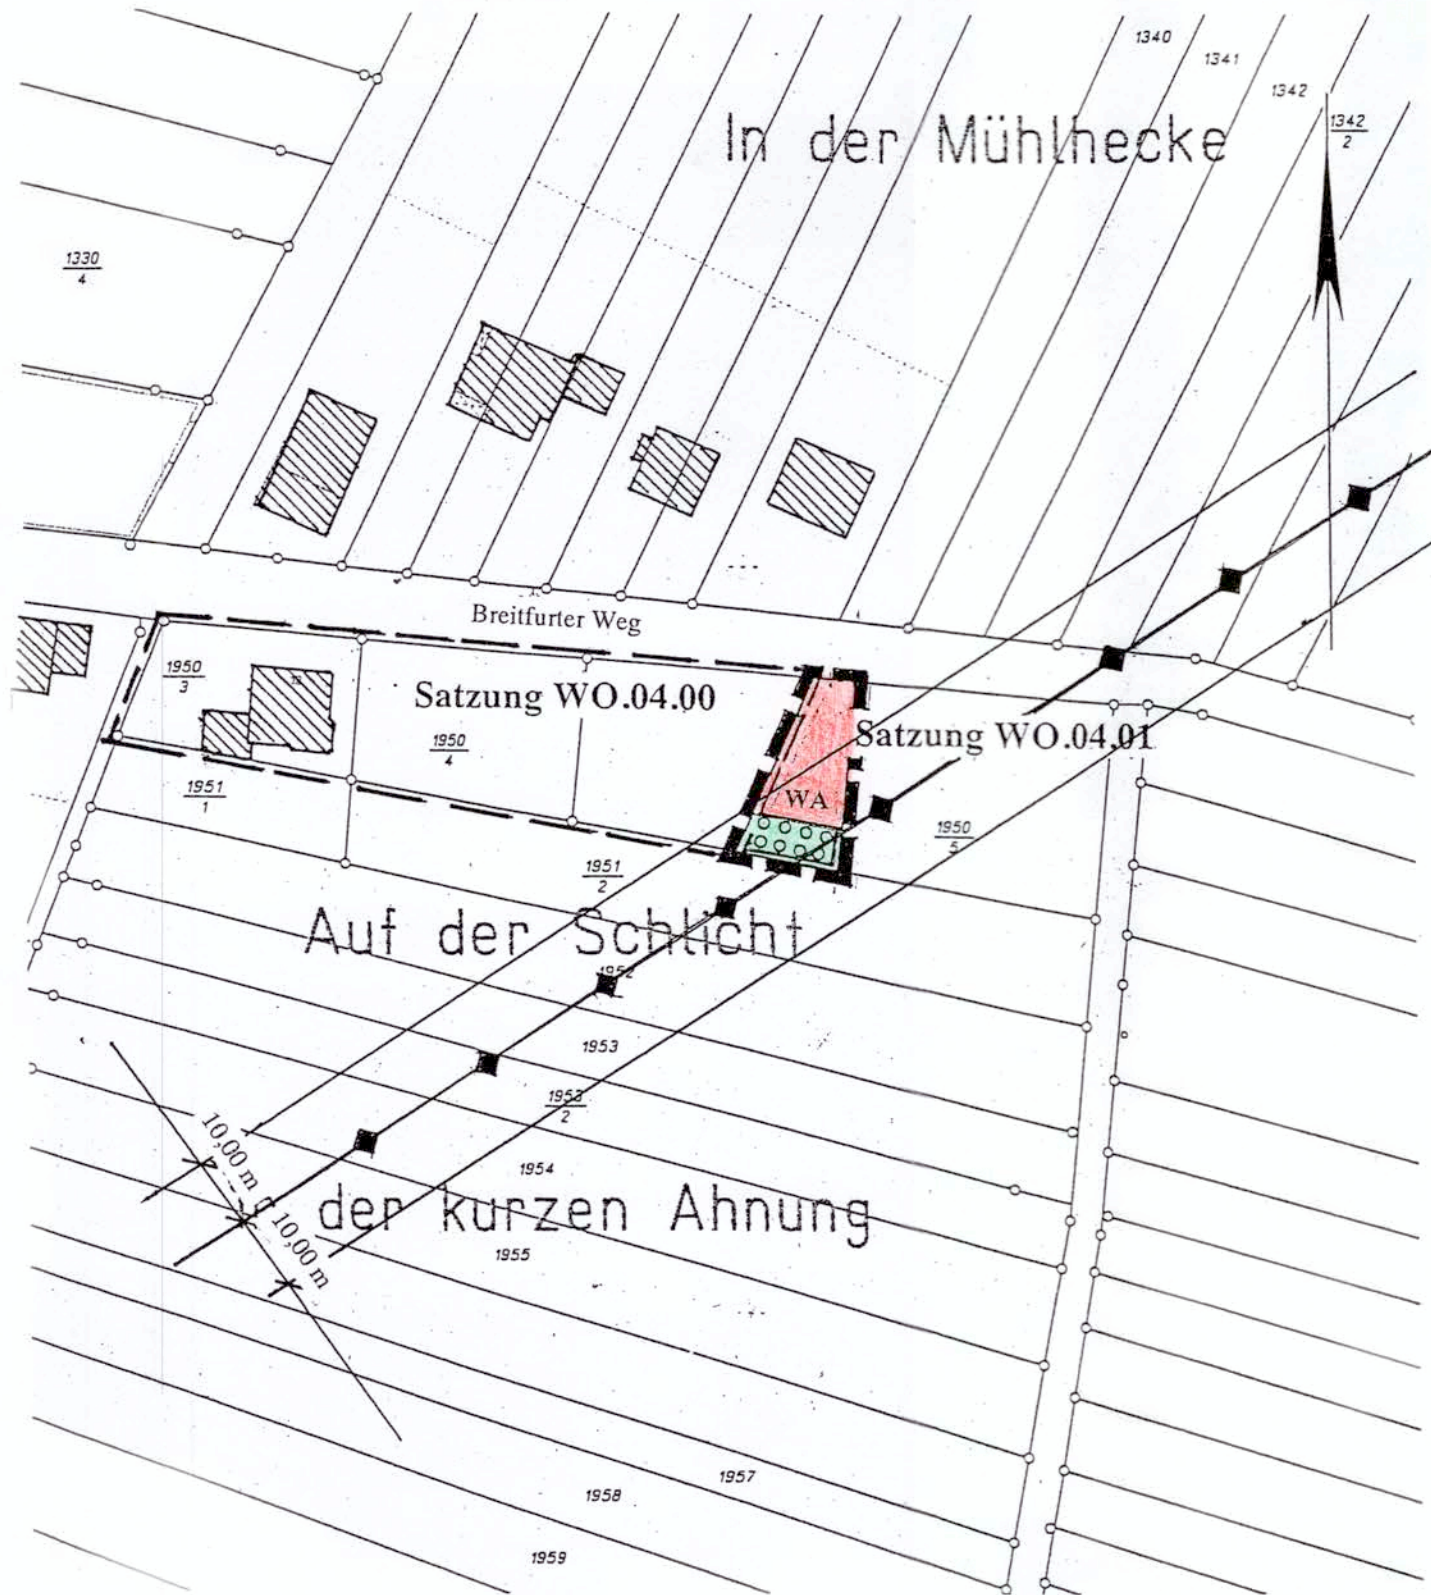 1340
1341
1342
1342
2
In der Mühlhecke
1330
4
Breitfurter Weg
1950
3
Satzung WO.04.00
1950
4
Satzung WO.04.01
1951
1
WA
1950
5
1951
2
Auf der Schlicht
1952
1953
1953
2
10,00 m
1954
der kurzen Ahnung
10,00 m
1955
1957
1958
1959